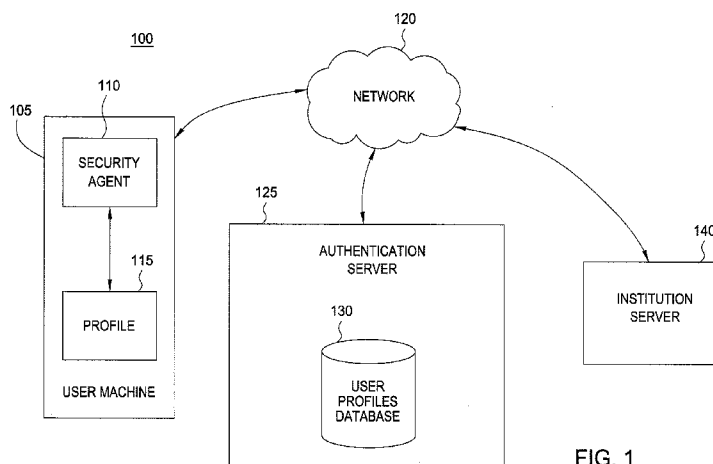 100
120
NETWORK
105
110
SECURITY
AGENT
115
PROFILE
USER MACHINE
125
AUTHENTICATION
SERVER
130
USER
PROFILES
DATABASE
140
INSTITUTION
SERVER
FIG. 1